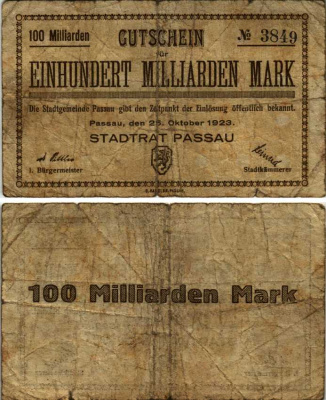 100 Milliarden GUTSCHEIN № 3849
für
EINHUNDERT MILLIARDEN MARK
Die Stadtgemeinde Passau gibt den Zeitpunkt der Einlösung öffentlich bekannt.
Passau, den 25. Oktober 1923.
STADTRAT PASSAU
1. Bürgermeister Stadtkämmerer
100 Milliarden Mark